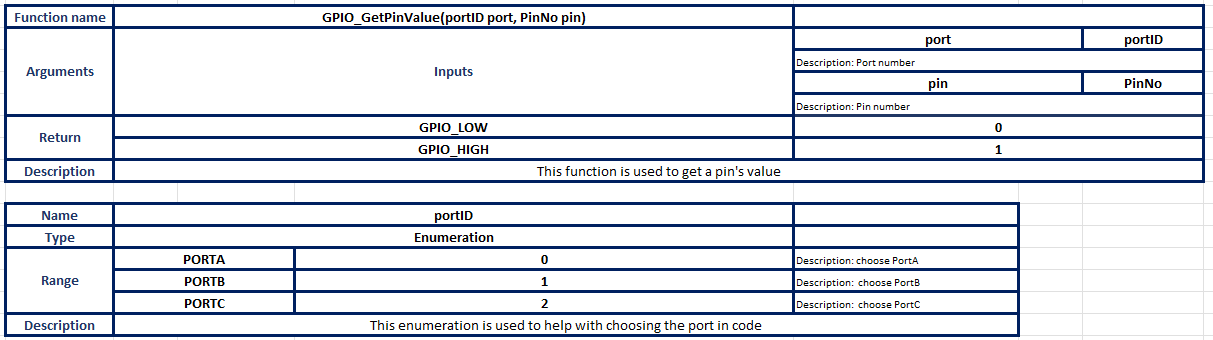 Function name GPIO_GetPinValue(portID port, PinNo pin)
Arguments Inputs port portID
Description: Port number
pin PinNo
Description: Pin number
Return GPIO_LOW 0
GPIO_HIGH 1
Description This function is used to get a pin's value
Name portID
Type Enumeration
Range PORTA 0 Description: choose PortA
PORTB 1 Description: choose PortB
PORTC 2 Description: choose PortC
Description This enumeration is used to help with choosing the port in code